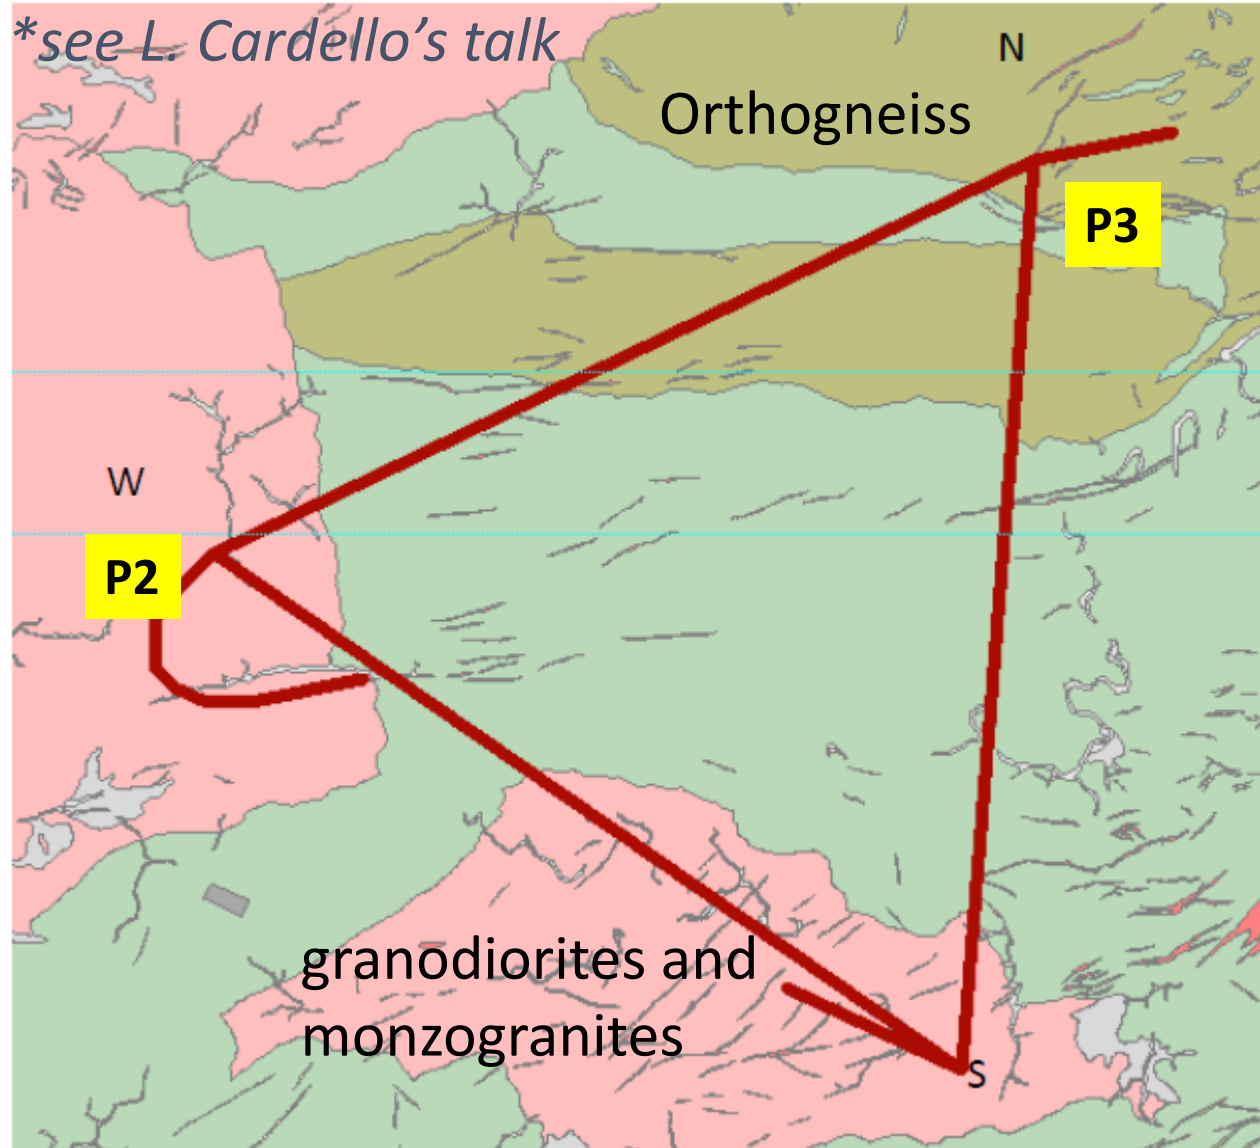 *see L. Cardello's talk
N
Orthogneiss
P3
W
P2
granodiorites and
monzogranites
S